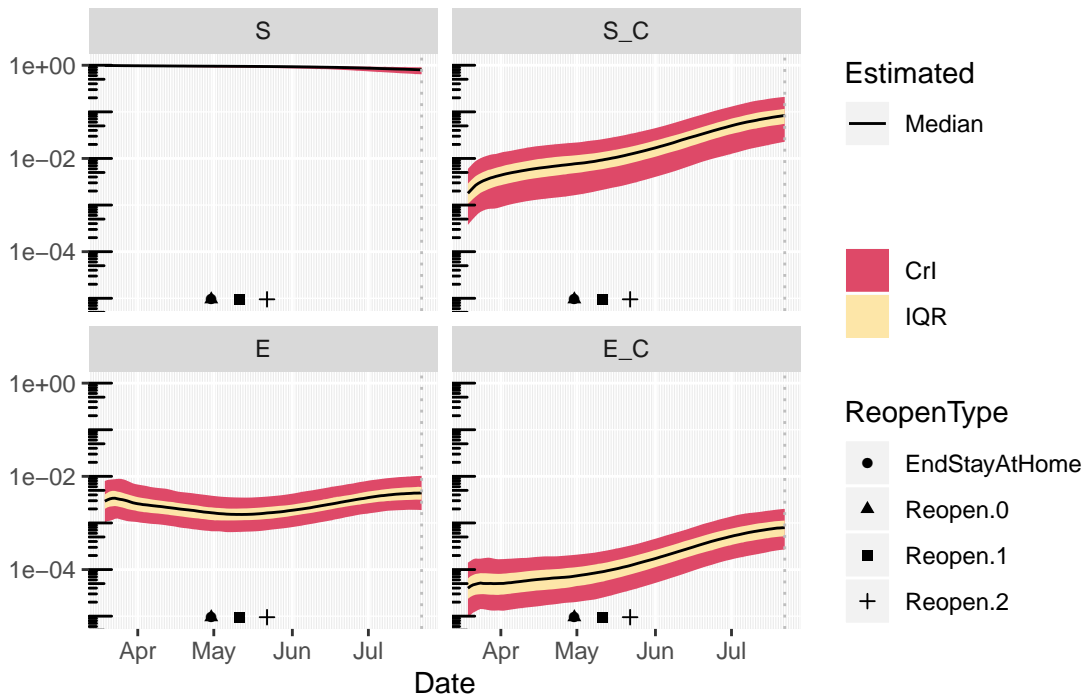 S
S_C
1e+00
1e−02
1e−04
E
E_C
1e+00
1e−02
1e−04
Apr
May
Jun
Jul
Apr
May
Jun
Jul
Date
Estimated
Median
CrI
IQR
ReopenType
EndStayAtHome
Reopen.0
Reopen.1
Reopen.2